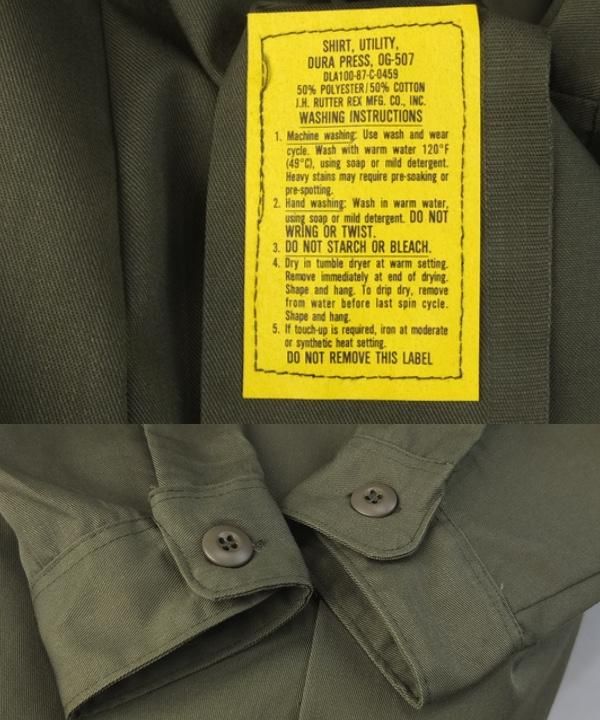 SHIRT, UTILITY,
DURA PRESS, OG-507
DLA100-87-C-0459
50% POLYESTER/50% COTTON
J.H. RUTTER REX MFG. CO., INC.
WASHING INSTRUCTIONS
1. Machine washing: Use wash and wear
cycle. Wash with warm water 120°F
(49°C), using soap or mild detergent.
Heavy stains may require pre-soaking or
pre-spotting.
2. Hand washing: Wash in warm water,
using soap or mild detergent. DO NOT
WRING OR TWIST.
3. DO NOT STARCH OR BLEACH.
4. Dry in tumble dryer at warm setting.
Remove immediately at end of drying.
Shape and hang. To drip dry, remove
from water before last spin cycle.
Shape and hang.
5. If touch-up is required, iron at moderate
or synthetic heat setting.
DO NOT REMOVE THIS LABEL